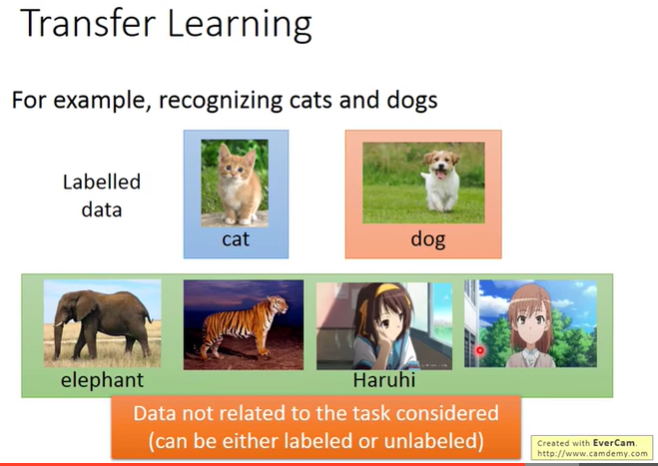 Transfer Learning
For example, recognizing cats and dogs
Labelled
data
cat
dog
elephant
Haruhi
Data not related to the task considered
(can be either labeled or unlabeled)
Created with EverCam.
http://www.camdemy.com